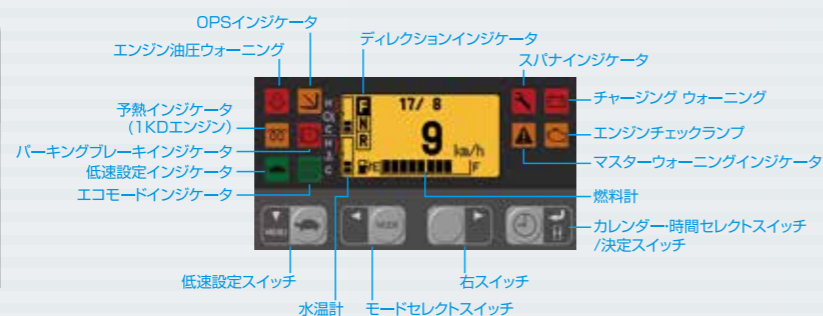 OPSインジケータ
エンジン油圧ウォーニング
ディレクションインジケータ
スパナインジケータ
予熱インジケータ
(1KDエンジン)
パーキングブレーキインジケータ
低速設定インジケータ
エコモードインジケータ
チャージング ウォーニング
エンジンチェックランプ
マスターウォーニングインジケータ
燃料計
カレンダー・時間セレクトスイッチ
/決定スイッチ
H
C
H
C
F
N
R
17/ 8
9
km/h
E
F
MENU
MODE
低速設定スイッチ
右スイッチ
水温計
モードセレクトスイッチ